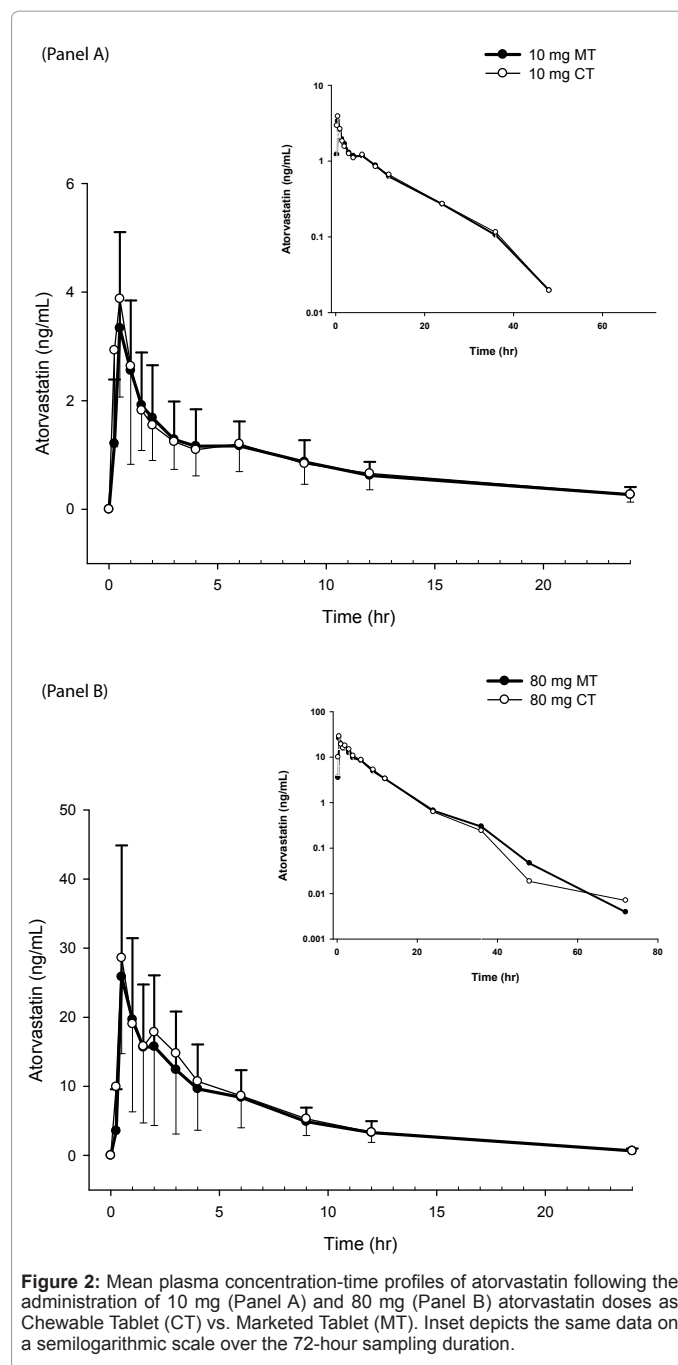 (Panel A)
10 mg MT
10 mg CT
10
1
0.1
0.01
Atorvastatin (ng/mL)
0
20
40
60
Time (hr)
6
4
2
0
Atorvastatin (ng/mL)
0
5
10
15
20
Time (hr)
(Panel B)
80 mg MT
80 mg CT
100
10
1
0.1
0.01
0.001
Atorvastatin (ng/mL)
0
20
40
60
80
Time (hr)
50
40
30
20
10
0
Atorvastatin (ng/mL)
0
5
10
15
20
Time (hr)
Figure 2: Mean plasma concentration-time profiles of atorvastatin following the
administration of 10 mg (Panel A) and 80 mg (Panel B) atorvastatin doses as
Chewable Tablet (CT) vs. Marketed Tablet (MT). Inset depicts the same data on
a semilogarithmic scale over the 72-hour sampling duration.